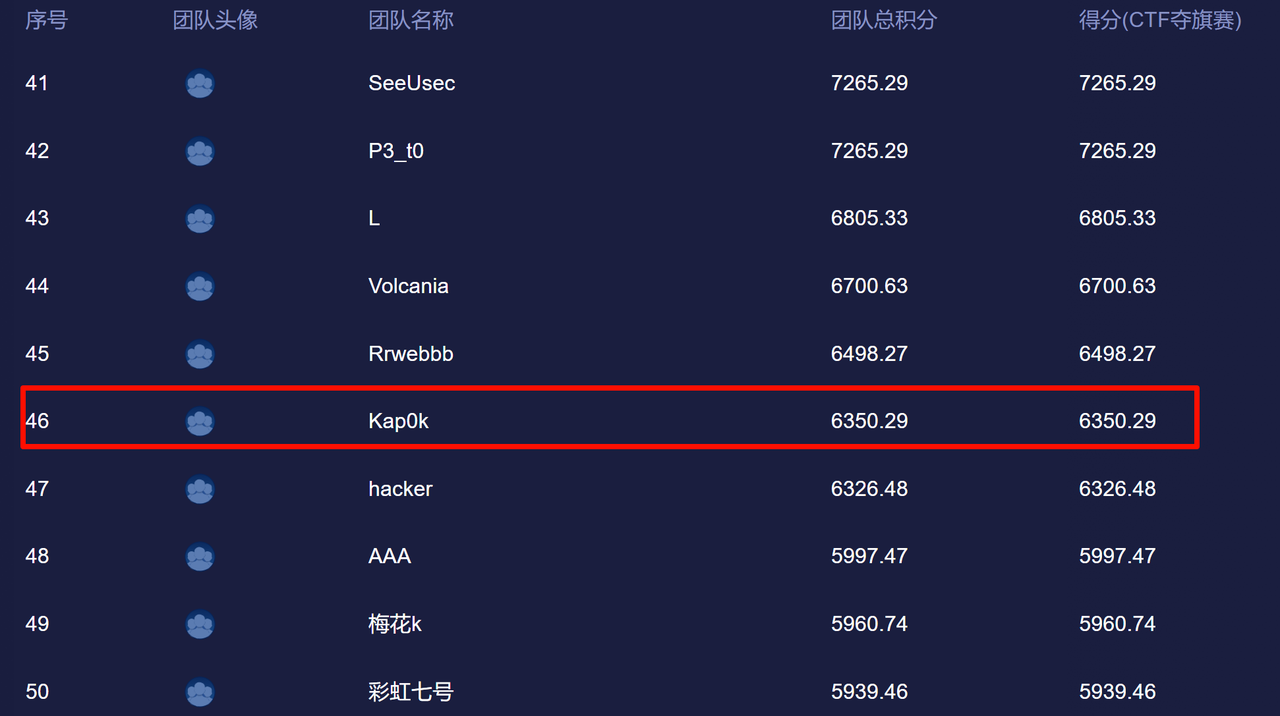 序号 团队头像 团队名称 团队总积分 得分(CTF夺旗赛)
41 SeeUsec 7265.29 7265.29
42 P3_t0 7265.29 7265.29
43 L 6805.33 6805.33
44 Volcania 6700.63 6700.63
45 Rrwebbb 6498.27 6498.27
46 Kap0k 6350.29 6350.29
47 hacker 6326.48 6326.48
48 AAA 5997.47 5997.47
49 梅花k 5960.74 5960.74
50 彩虹七号 5939.46 5939.46